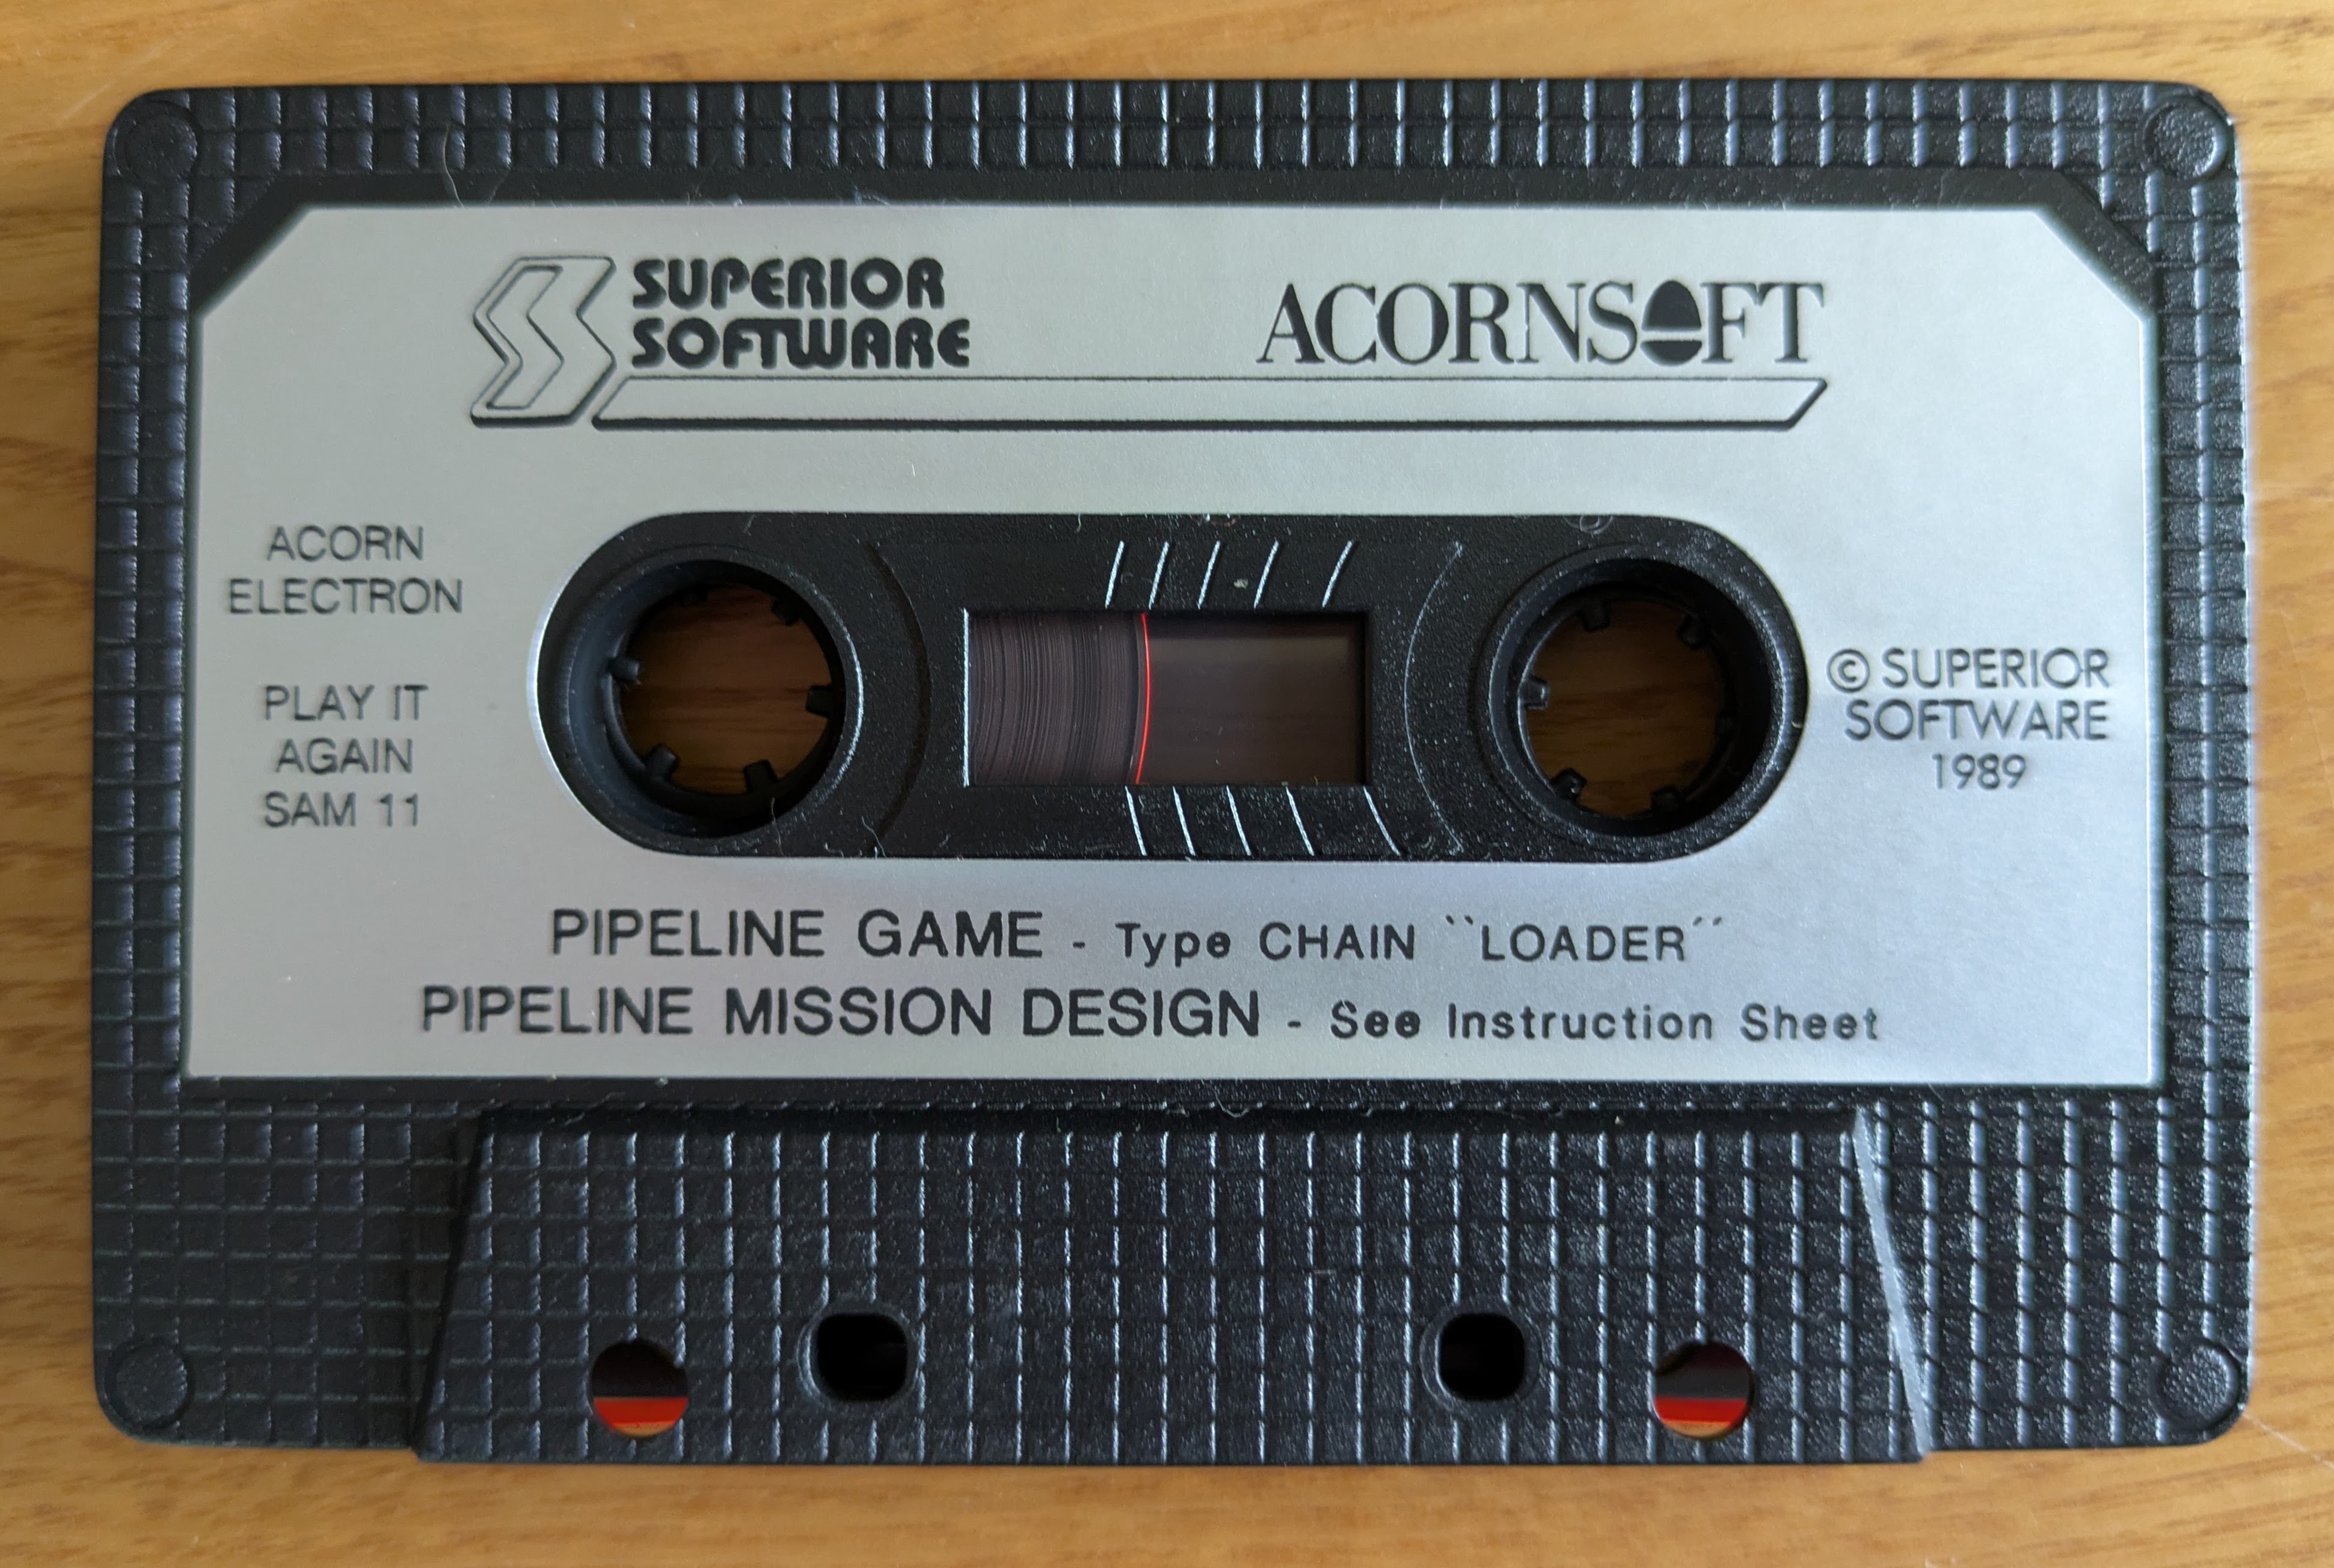 SUPERIOR
SOFTWARE
ACORNSOFT
ACORN
ELECTRON
PLAY IT
AGAIN
SAM 11
© SUPERIOR
SOFTWARE
1989
PIPELINE GAME - Type CHAIN ``LOADER´´
PIPELINE MISSION DESIGN - See Instruction Sheet